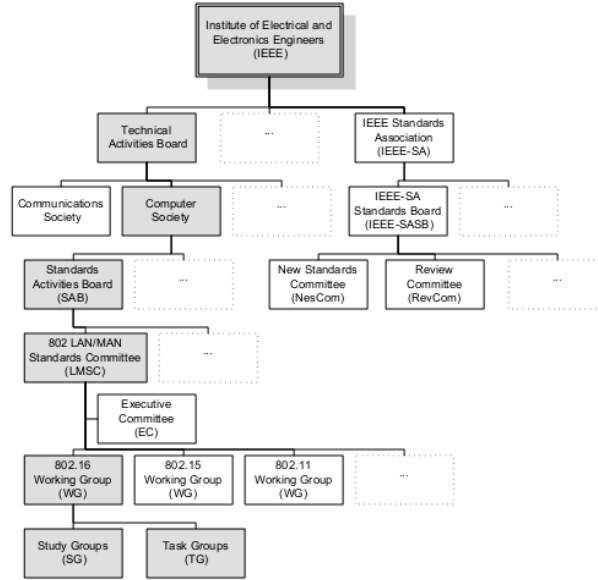 Institute of Electrical and
Electronics Engineers
(IEEE)
Technical
Activities Board
...
IEEE Standards
Association
(IEEE-SA)
Communications
Society
Computer
Society
...
IEEE-SA
Standards Board
(IEEE-SASB)
...
Standards
Activities Board
(SAB)
...
New Standards
Committee
(NesCom)
Review
Committee
(RevCom)
...
802 LAN/MAN
Standards Committee
(LMSC)
...
Executive
Committee
(EC)
802.16
Working Group
(WG)
802.15
Working Group
(WG)
802.11
Working Group
(WG)
...
Study Groups
(SG)
Task Groups
(TG)